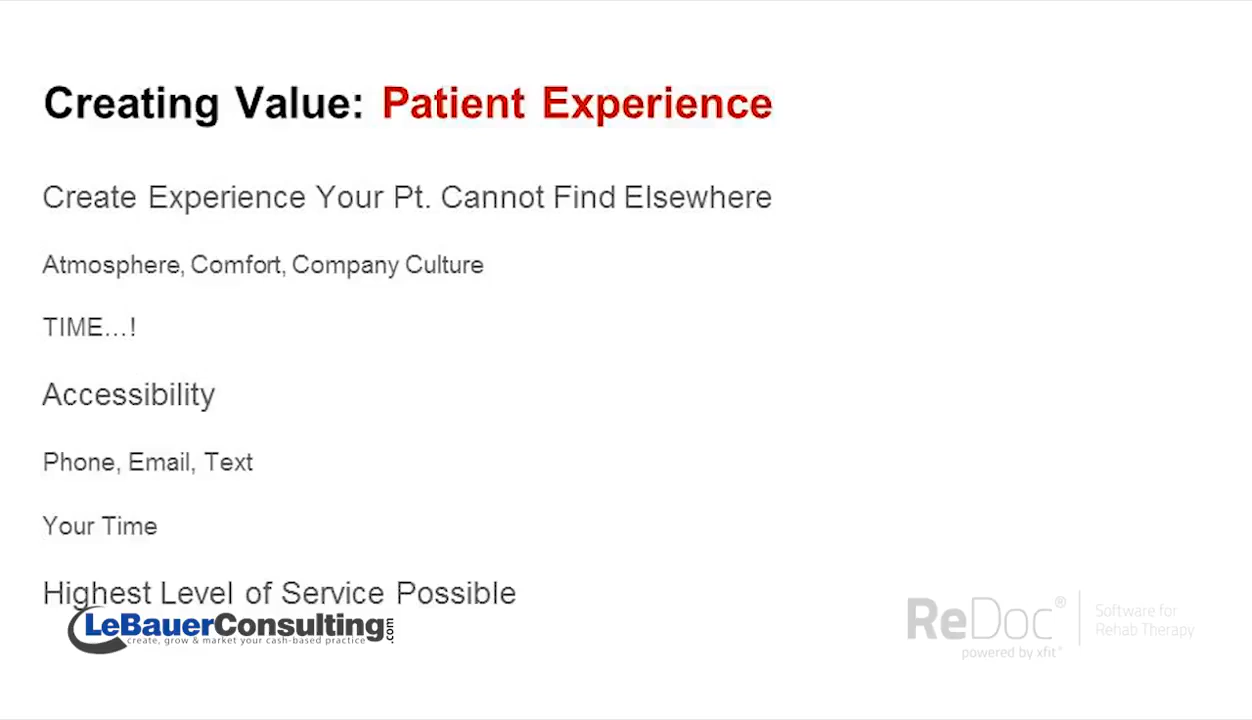 Creating Value: Patient Experience
Create Experience Your Pt. Cannot Find Elsewhere
Atmosphere, Comfort, Company Culture
TIME...!
Accessibility
Phone, Email, Text
Your Time
Highest Level of Service Possible
LeBauerConsulting.com
create, grow & market your cash-based practice
ReDoc®
powered by xfit®
Software for
Rehab Therapy